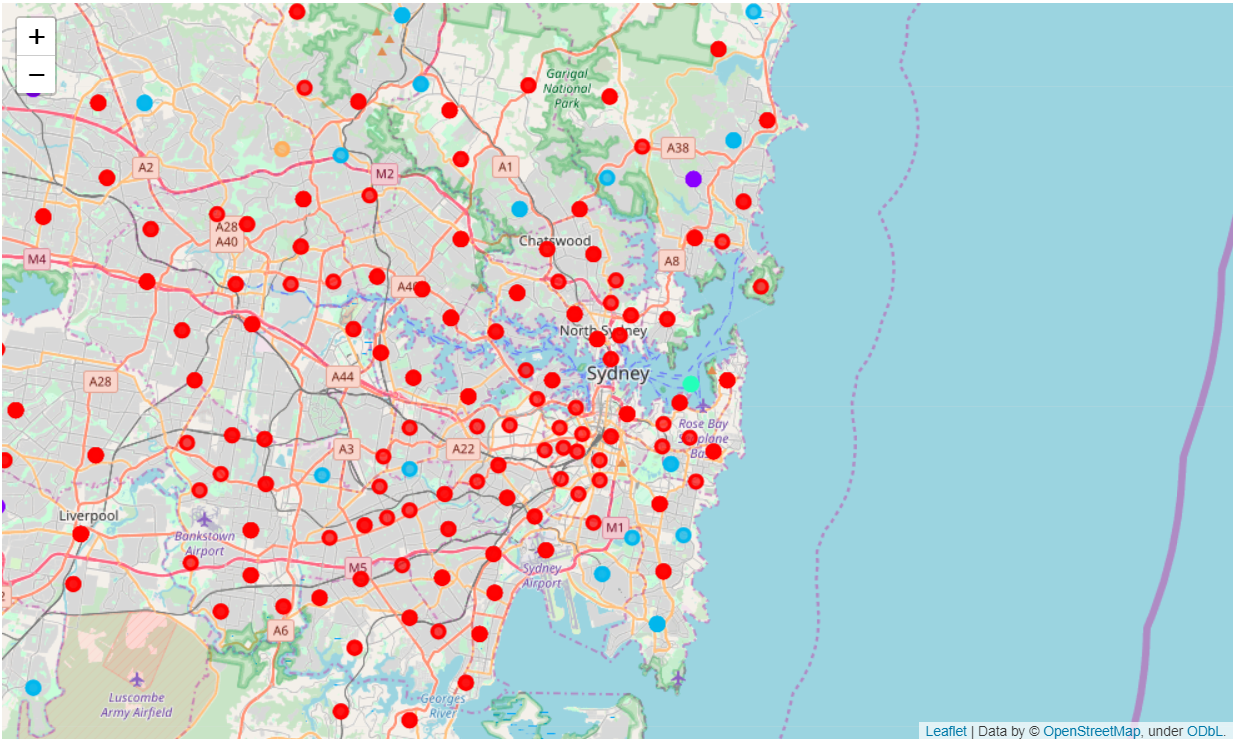 +
−
Garigal
National
Park
A38
A2
M2
A1
A28
A40
Chatswood
M4
A8
North Sydney
Sydney
A44
A28
Rose Bay
A3
A22
Liverpool
Bankstown
Airport
M1
M5
Sydney
Airport
A6
Luscombe
Army Airfield
Georges
River
Leaflet | Data by © OpenStreetMap, under ODbL.